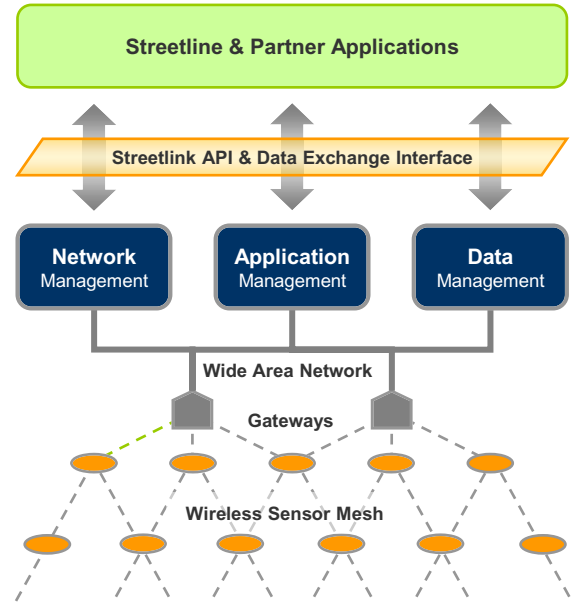 Streetline & Partner Applications
Streetlink API & Data Exchange Interface
Network
Management
Application
Management
Data
Management
Wide Area Network
Gateways
Wireless Sensor Mesh